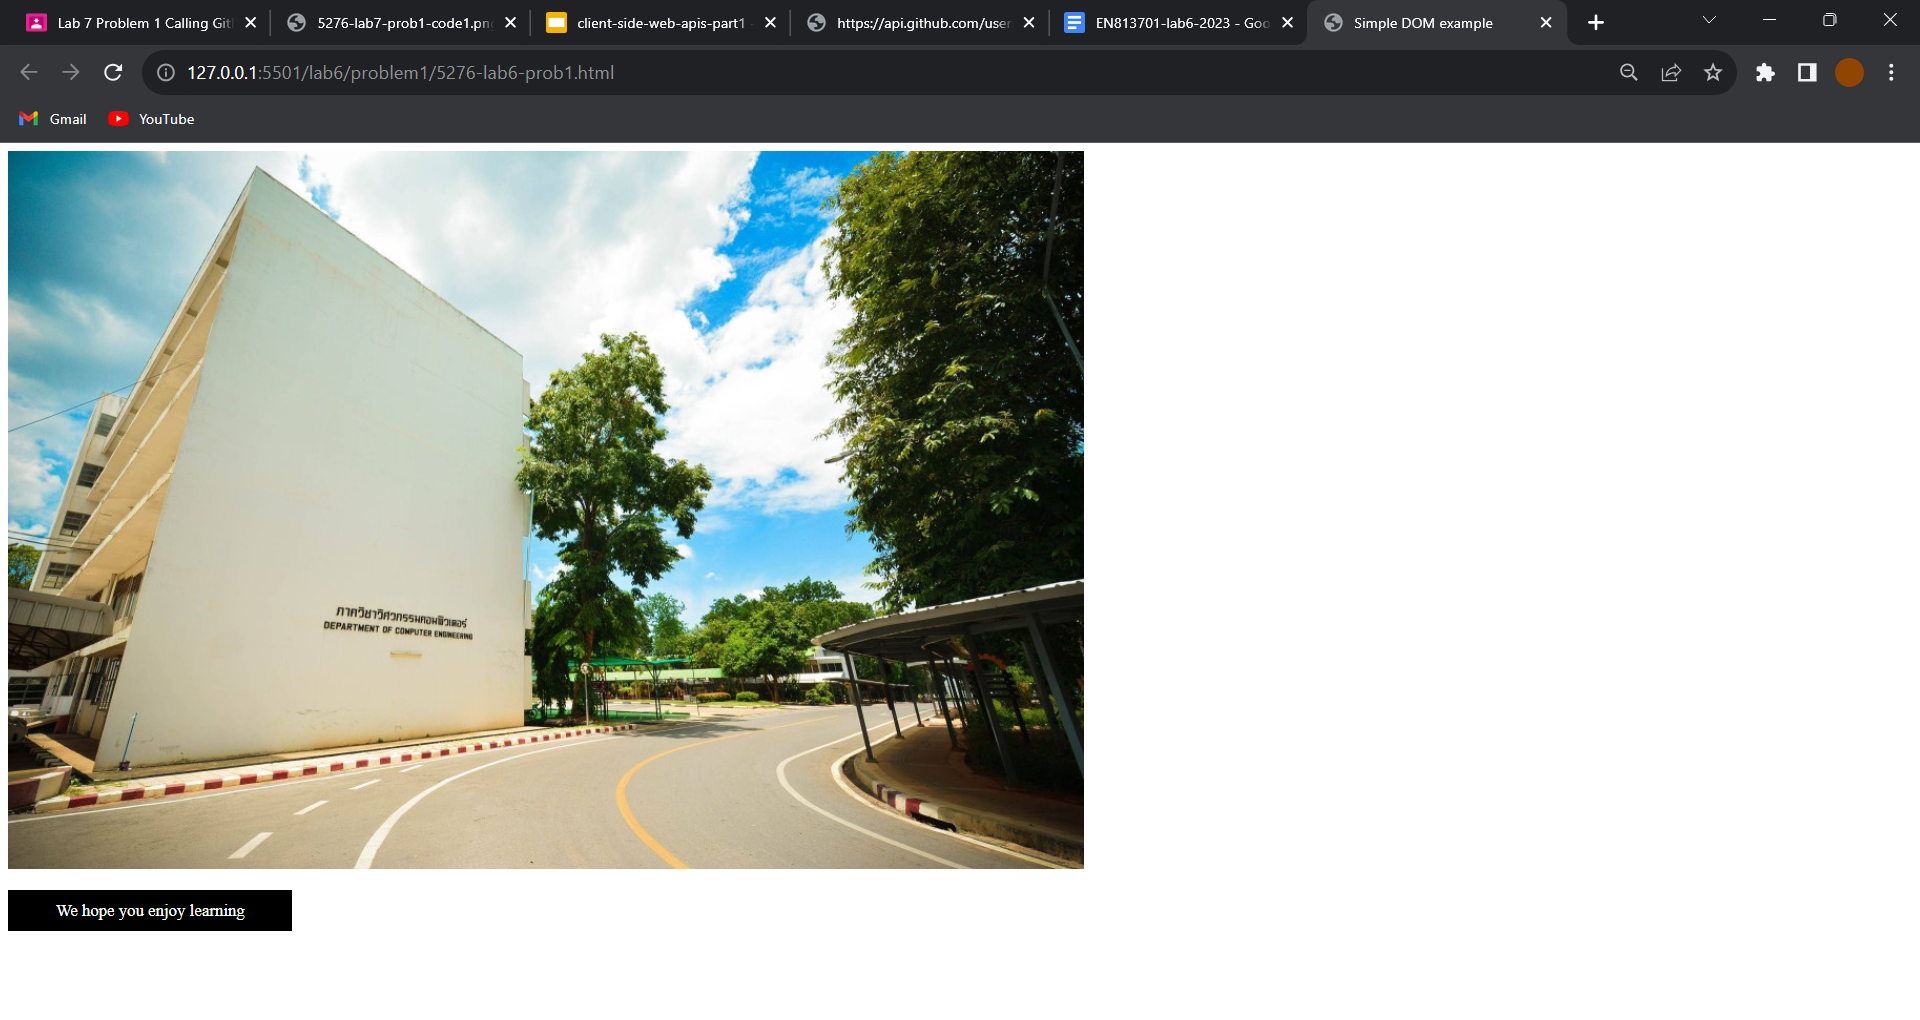 Lab 7 Problem 1 Calling Git
5276-lab7-prob1-code1.pn
client-side-web-apis-part1 -
https://api.github.com/user
EN813701-lab6-2023 - Goo
Simple DOM example
127.0.0.1:5501/lab6/problem1/5276-lab6-prob1.html
Gmail
YouTube
ภาควิชาวิศวกรรมคอมพิวเตอร์
DEPARTMENT OF COMPUTER ENGINEERING
We hope you enjoy learning